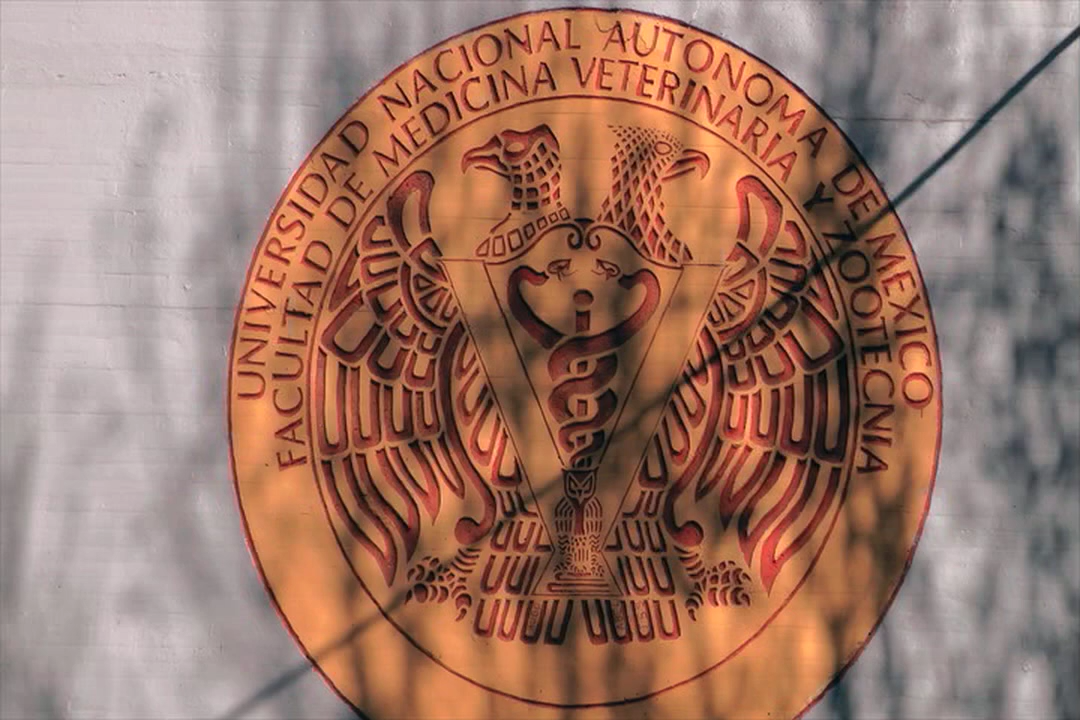 UNIVERSIDAD NACIONAL AUTONOMA DE MEXICO
FACULTAD DE MEDICINA VETERINARIA Y ZOOTECNIA